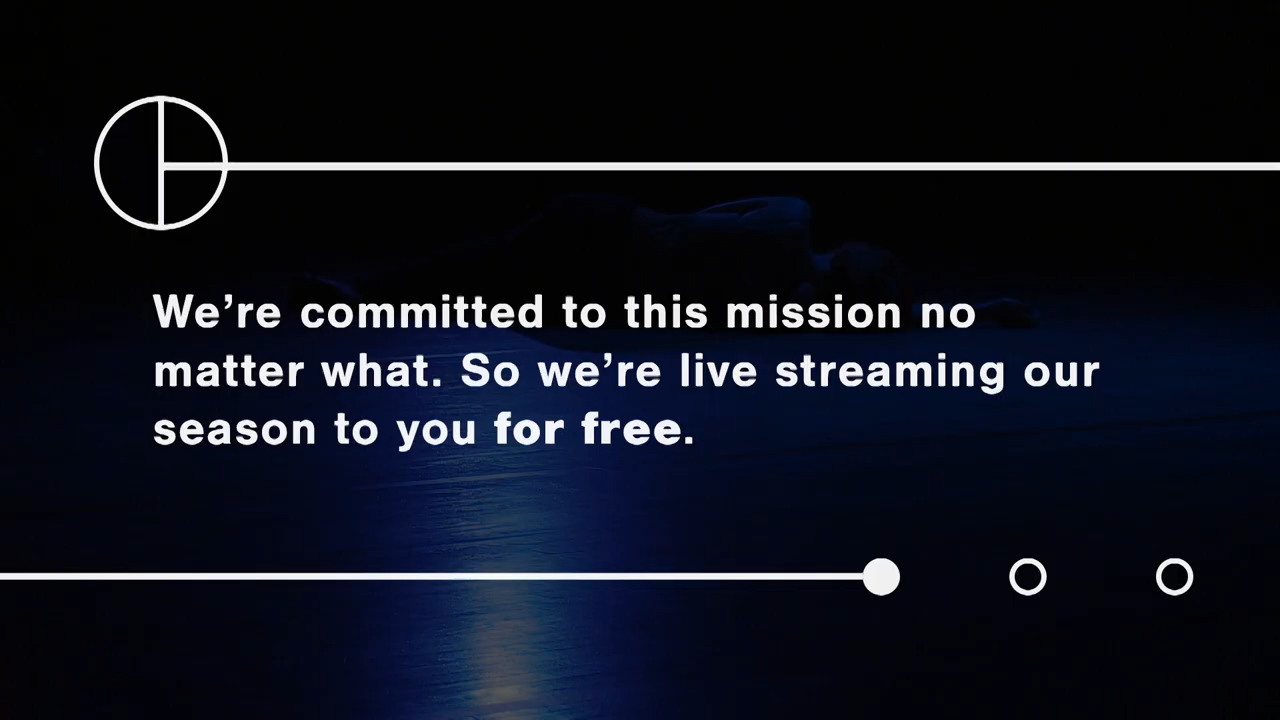 We’re committed to this mission no
matter what. So we’re live streaming our
season to you for free.